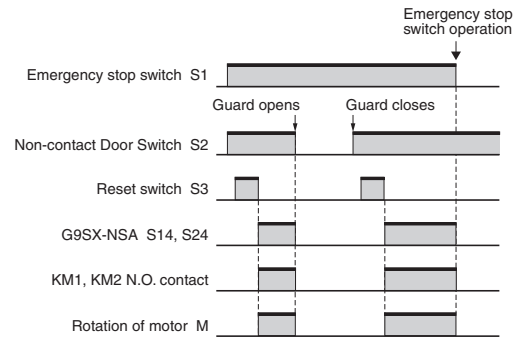 Emergency stop
switch operation
Emergency stop switch S1
Guard opens
Guard closes
Non-contact Door Switch S2
Reset switch S3
G9SX-NSA S14, S24
KM1, KM2 N.O. contact
Rotation of motor M